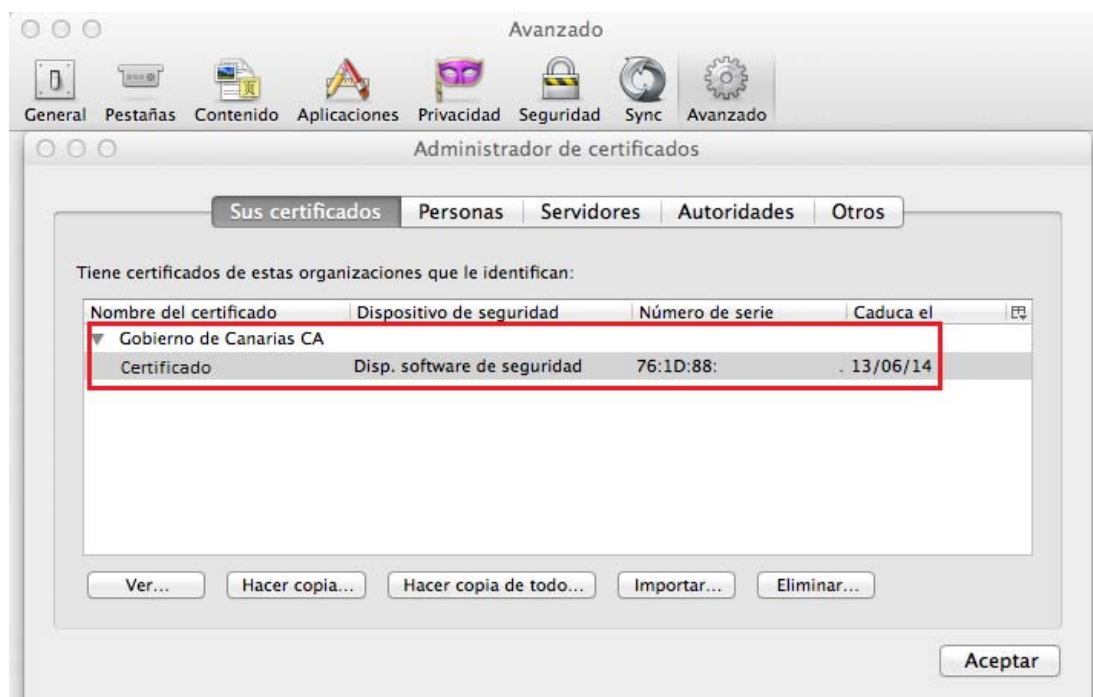 Avanzado
General Pestañas Contenido Aplicaciones Privacidad Seguridad Sync Avanzado
Administrador de certificados
Sus certificados Personas Servidores Autoridades Otros
Tiene certificados de estas organizaciones que le identifican:
Nombre del certificado Dispositivo de seguridad Número de serie Caduca el
Gobierno de Canarias CA
Certificado Disp. software de seguridad 76:1D:88: . 13/06/14
Ver... Hacer copia... Hacer copia de todo... Importar... Eliminar...
Aceptar